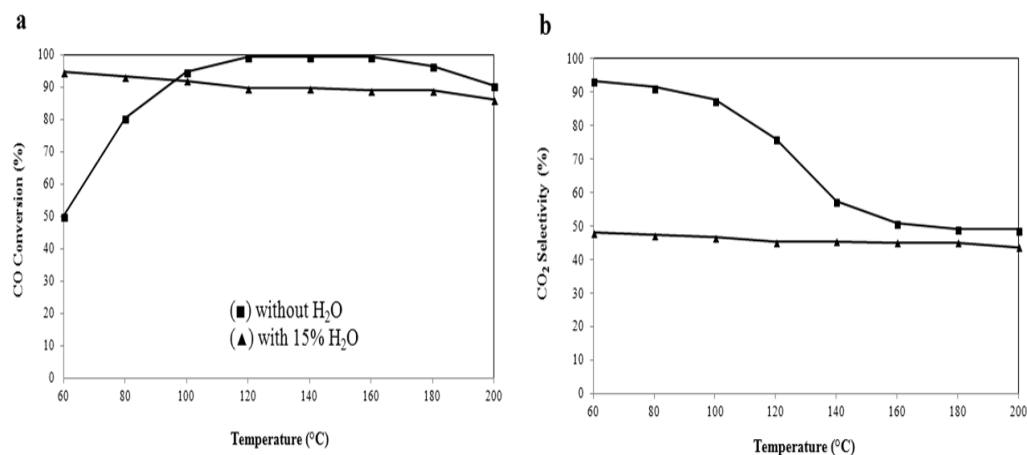 a
100
90
80
70
60
50
40
30
20
10
0
60 80 100 120 140 160 180 200
CO Conversion (%)
Temperature (°C)
(■) without H₂O
(▲) with 15% H₂O
b
100
90
80
70
60
50
40
30
20
10
0
60 80 100 120 140 160 180 200
CO₂ Selectivity (%)
Temperature (°C)